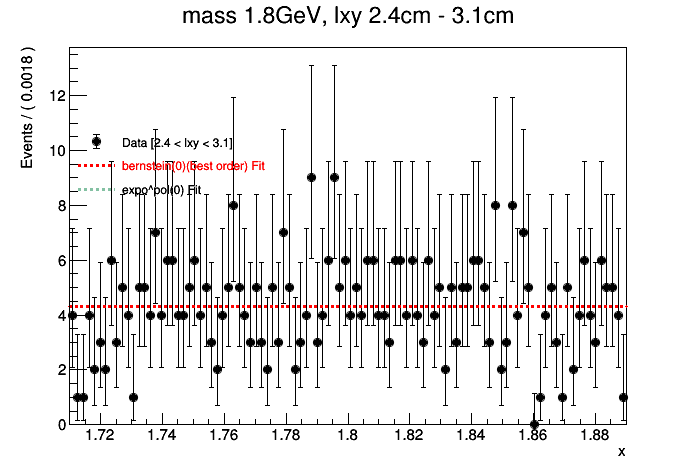 mass 1.8GeV, lxy 2.4cm - 3.1cm
Events / ( 0.0018 )
12
10
8
6
4
2
0
Data [2.4 < lxy < 3.1]
bernstein(0)(best order) Fit
expo^pol(0) Fit
1.72 1.74 1.76 1.78 1.8 1.82 1.84 1.86 1.88
x